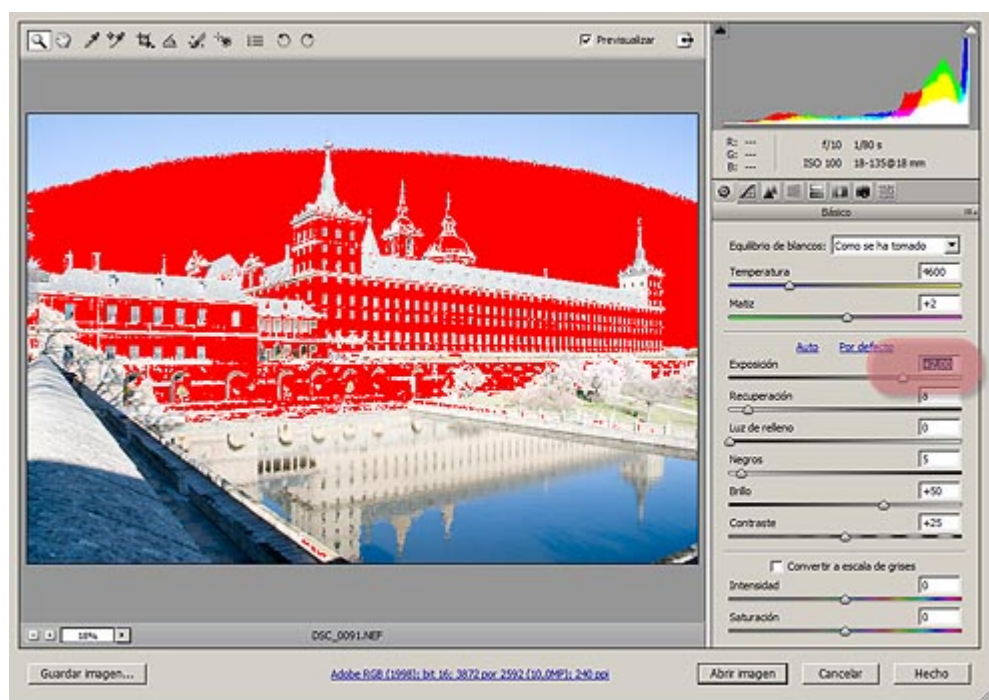 Previsualizar
R: ---
G: ---
B: ---
f/10 1/80 s
ISO 100 18-135@18 mm
Básico
Equilibrio de blancos: Como se ha tomado
Temperatura 4600
Matiz +2
Auto Por defecto
Exposición
Recuperación 8
Luz de relleno 0
Negros 5
Brillo +50
Contraste +25
Convertir a escala de grises
Intensidad 0
Saturación 0
DSC_0091.NEF
Guardar imagen...
Adobe RGB (1998); bit 16; 3872 por 2592 (10,0MP); 240 ppi
Abrir imagen
Cancelar
Hecho